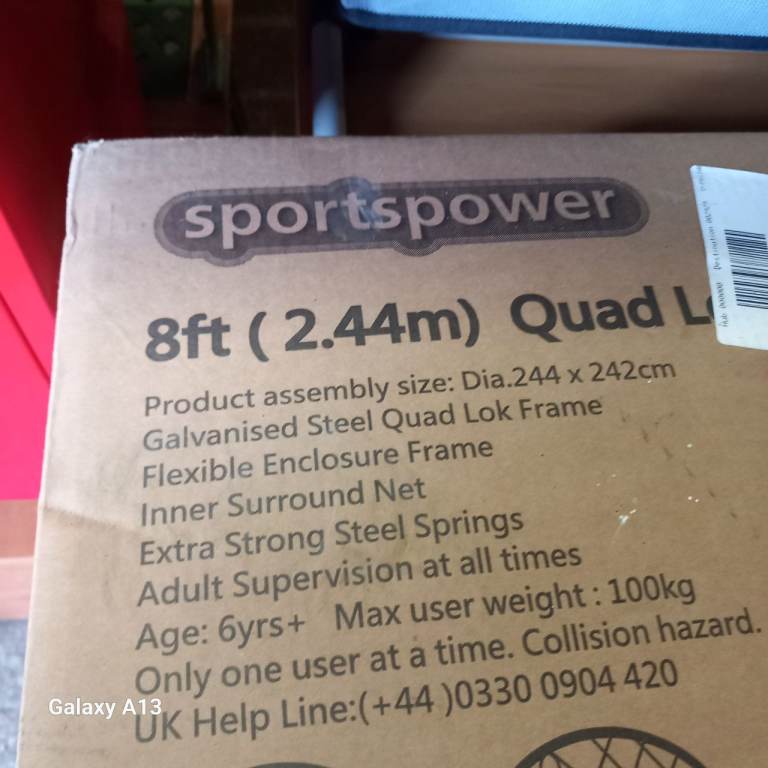 sportspower
8ft ( 2.44m) Quad
Product assembly size: Dia.244 x 242cm
Galvanised Steel Quad Lok Frame
Flexible Enclosure Frame
Inner Surround Net
Extra Strong Steel Springs
Adult Supervision at all times
Age: 6yrs+ Max user weight : 100kg
Only one user at a time. Collision hazard.
UK Help Line:(+44 )0330 0904 420
Galaxy A13